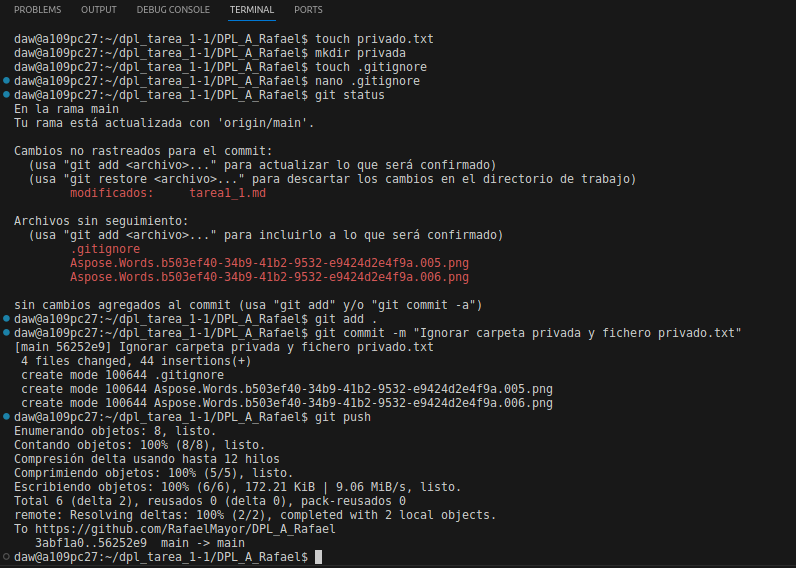 PROBLEMS OUTPUT DEBUG CONSOLE TERMINAL PORTS
daw@a109pc27:~/dpl_tarea_1-1/DPL_A_Rafael$ touch privado.txt
daw@a109pc27:~/dpl_tarea_1-1/DPL_A_Rafael$ mkdir privada
daw@a109pc27:~/dpl_tarea_1-1/DPL_A_Rafael$ touch .gitignore
daw@a109pc27:~/dpl_tarea_1-1/DPL_A_Rafael$ nano .gitignore
daw@a109pc27:~/dpl_tarea_1-1/DPL_A_Rafael$ git status
En la rama main
Tu rama está actualizada con 'origin/main'.
Cambios no rastreados para el commit:
(usa "git add <archivo>..." para actualizar lo que será confirmado)
(usa "git restore <archivo>..." para descartar los cambios en el directorio de trabajo)
modificados: tarea1_1.md
Archivos sin seguimiento:
(usa "git add <archivo>..." para incluirlo a lo que será confirmado)
.gitignore
Aspose.Words.b503ef40-34b9-41b2-9532-e9424d2e4f9a.005.png
Aspose.Words.b503ef40-34b9-41b2-9532-e9424d2e4f9a.006.png
sin cambios agregados al commit (usa "git add" y/o "git commit -a")
daw@a109pc27:~/dpl_tarea_1-1/DPL_A_Rafael$ git add .
daw@a109pc27:~/dpl_tarea_1-1/DPL_A_Rafael$ git commit -m "Ignorar carpeta privada y fichero privado.txt"
[main 56252e9] Ignorar carpeta privada y fichero privado.txt
4 files changed, 44 insertions(+)
create mode 100644 .gitignore
create mode 100644 Aspose.Words.b503ef40-34b9-41b2-9532-e9424d2e4f9a.005.png
create mode 100644 Aspose.Words.b503ef40-34b9-41b2-9532-e9424d2e4f9a.006.png
daw@a109pc27:~/dpl_tarea_1-1/DPL_A_Rafael$ git push
Enumerando objetos: 8, listo.
Contando objetos: 100% (8/8), listo.
Compresión delta usando hasta 12 hilos
Comprimiendo objetos: 100% (5/5), listo.
Escribiendo objetos: 100% (6/6), 172.21 KiB | 9.06 MiB/s, listo.
Total 6 (delta 2), reusados 0 (delta 0), pack-reusados 0
remote: Resolving deltas: 100% (2/2), completed with 2 local objects.
To https://github.com/RafaelMayor/DPL_A_Rafael
3abf1a0..56252e9 main -> main
daw@a109pc27:~/dpl_tarea_1-1/DPL_A_Rafael$